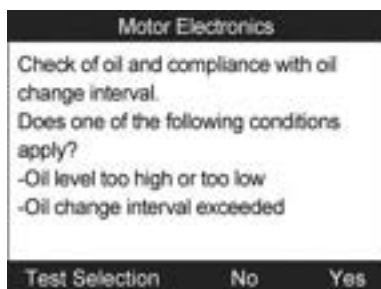 Motor Electronics
Check of oil and compliance with oil
change interval.
Does one of the following conditions
apply?
-Oil level too high or too low
-Oil change interval exceeded
Test Selection No Yes